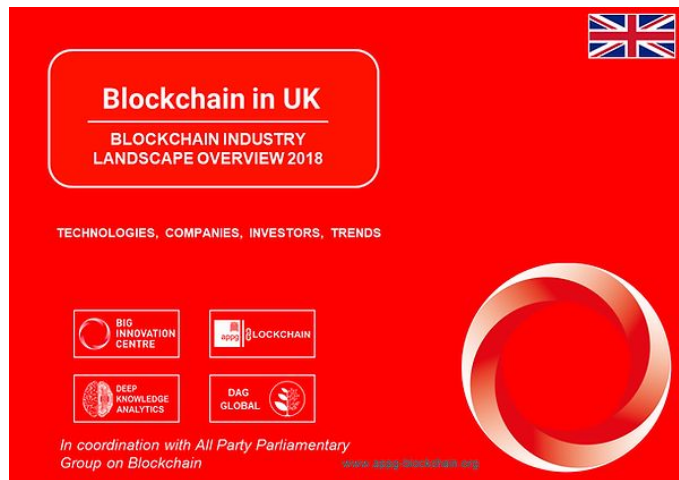 Blockchain in UK
BLOCKCHAIN INDUSTRY
LANDSCAPE OVERVIEW 2018
TECHNOLOGIES, COMPANIES, INVESTORS, TRENDS
BIG
INNOVATION
CENTRE
appg BLOCKCHAIN
DEEP
KNOWLEDGE
ANALYTICS
DAG
GLOBAL
In coordination with All Party Parliamentary
Group on Blockchain
www.appg-blockchain.org